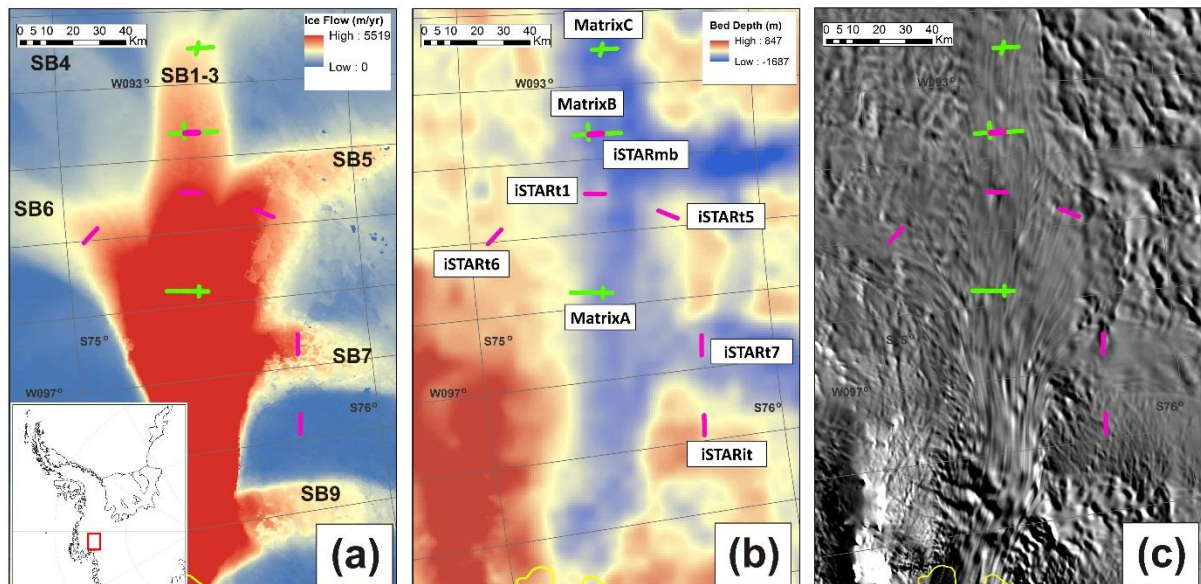 0 5 10 20 30 40
Km
Ice Flow (m/yr)
High : 5519
Low : 0
SB4
SB1-3
W093°
SB5
SB6
S75°
SB7
W097°
S76°
SB9
(a)
0 5 10 20 30 40
Km
MatrixC
Bed Depth (m)
High : 847
Low : -1687
W093°
MatrixB
iSTARmb
iSTARt1
iSTARt5
iSTARt6
MatrixA
S75°
iSTARt7
W097°
S76°
iSTARit
(b)
0 5 10 20 30 40
Km
W093°
S75°
W097°
S76°
(c)